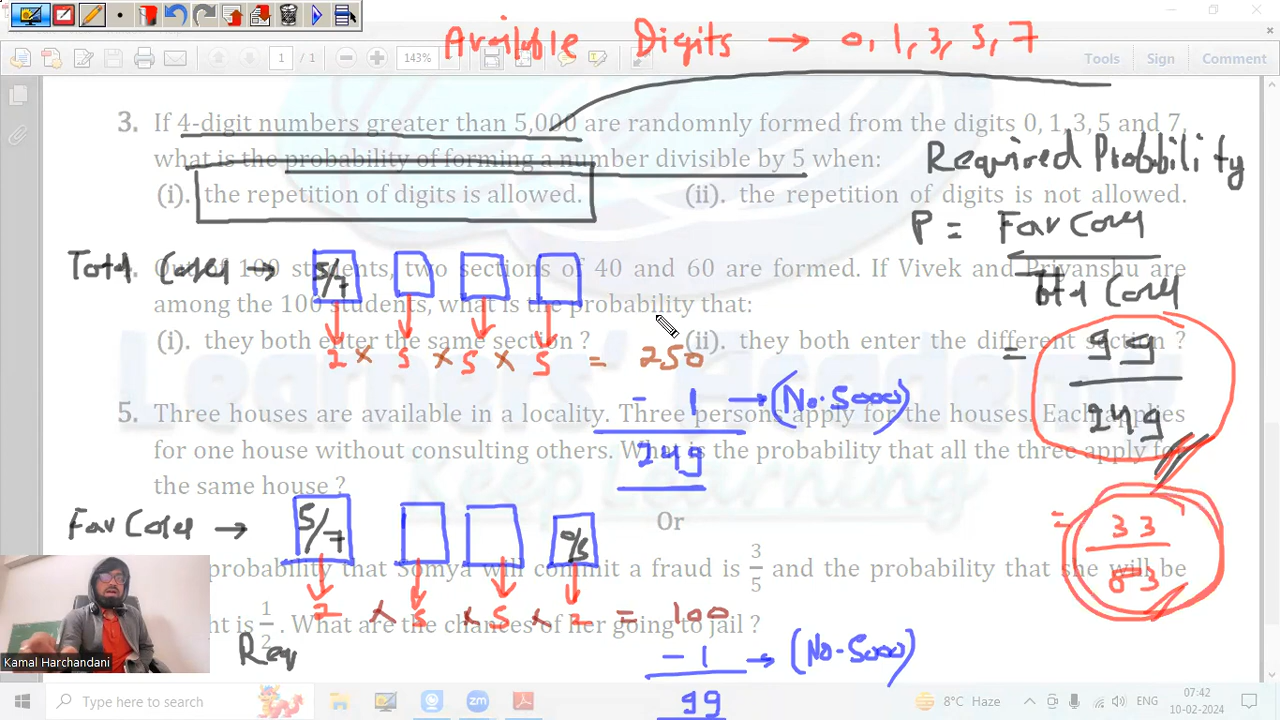 Available Digits → 0, 1, 3, 5, 7
1 / 1
143%
Tools
Sign
Comment
3. If 4-digit numbers greater than 5,000 are randomnly formed from the digits 0, 1, 3, 5 and 7,
what is the probability of forming a number divisible by 5 when:
(i). the repetition of digits is allowed.
(ii). the repetition of digits is not allowed.
Required Probability
P = Fav Cases
Total Cases
= 99
249
= 33
83
Total Cases → 5/7
4. Out of 100 students, two sections of 40 and 60 are formed. If Vivek and Priyanshu are
among the 100 students, what is the probability that:
(i). they both enter the same section ?
(ii). they both enter the different section ?
2 × 5 × 5 × 5 = 250
- 1 → (No. 5000)
249
5. Three houses are available in a locality. Three persons apply for the houses. Each applies
for one house without consulting others. What is the probability that all the three apply for
the same house ?
Or
Fav Cases → 5/7 0/5
probability that Somya will commit a fraud is 3/5 and the probability that she will be
2 × 5 × 5 × 2 = 100
1/2. What are the chances of her going to jail ?
Req
- 1 → (No. 5000)
99
Learners'
Keep Learning
Kamal Harchandani
Type here to search
zm
8°C Haze
ENG
07:42
10-02-2024